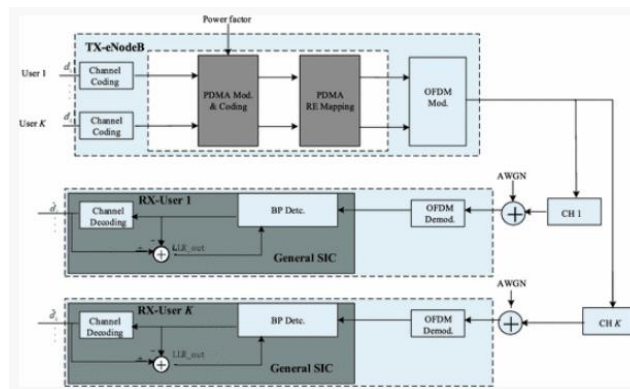 Power factor
TX-eNodeB
User 1
d
Channel
Coding
PDMA Mod.
& Coding
PDMA
RE Mapping
OFDM
Mod.
User K
d
Channel
Coding
AWGN
RX-User 1
Channel
Decoding
BP Detc.
OFDM
Demod.
CH 1
LLR_out
General SIC
AWGN
RX-User K
Channel
Decoding
BP Detc.
OFDM
Demod.
CH K
LLR_out
General SIC